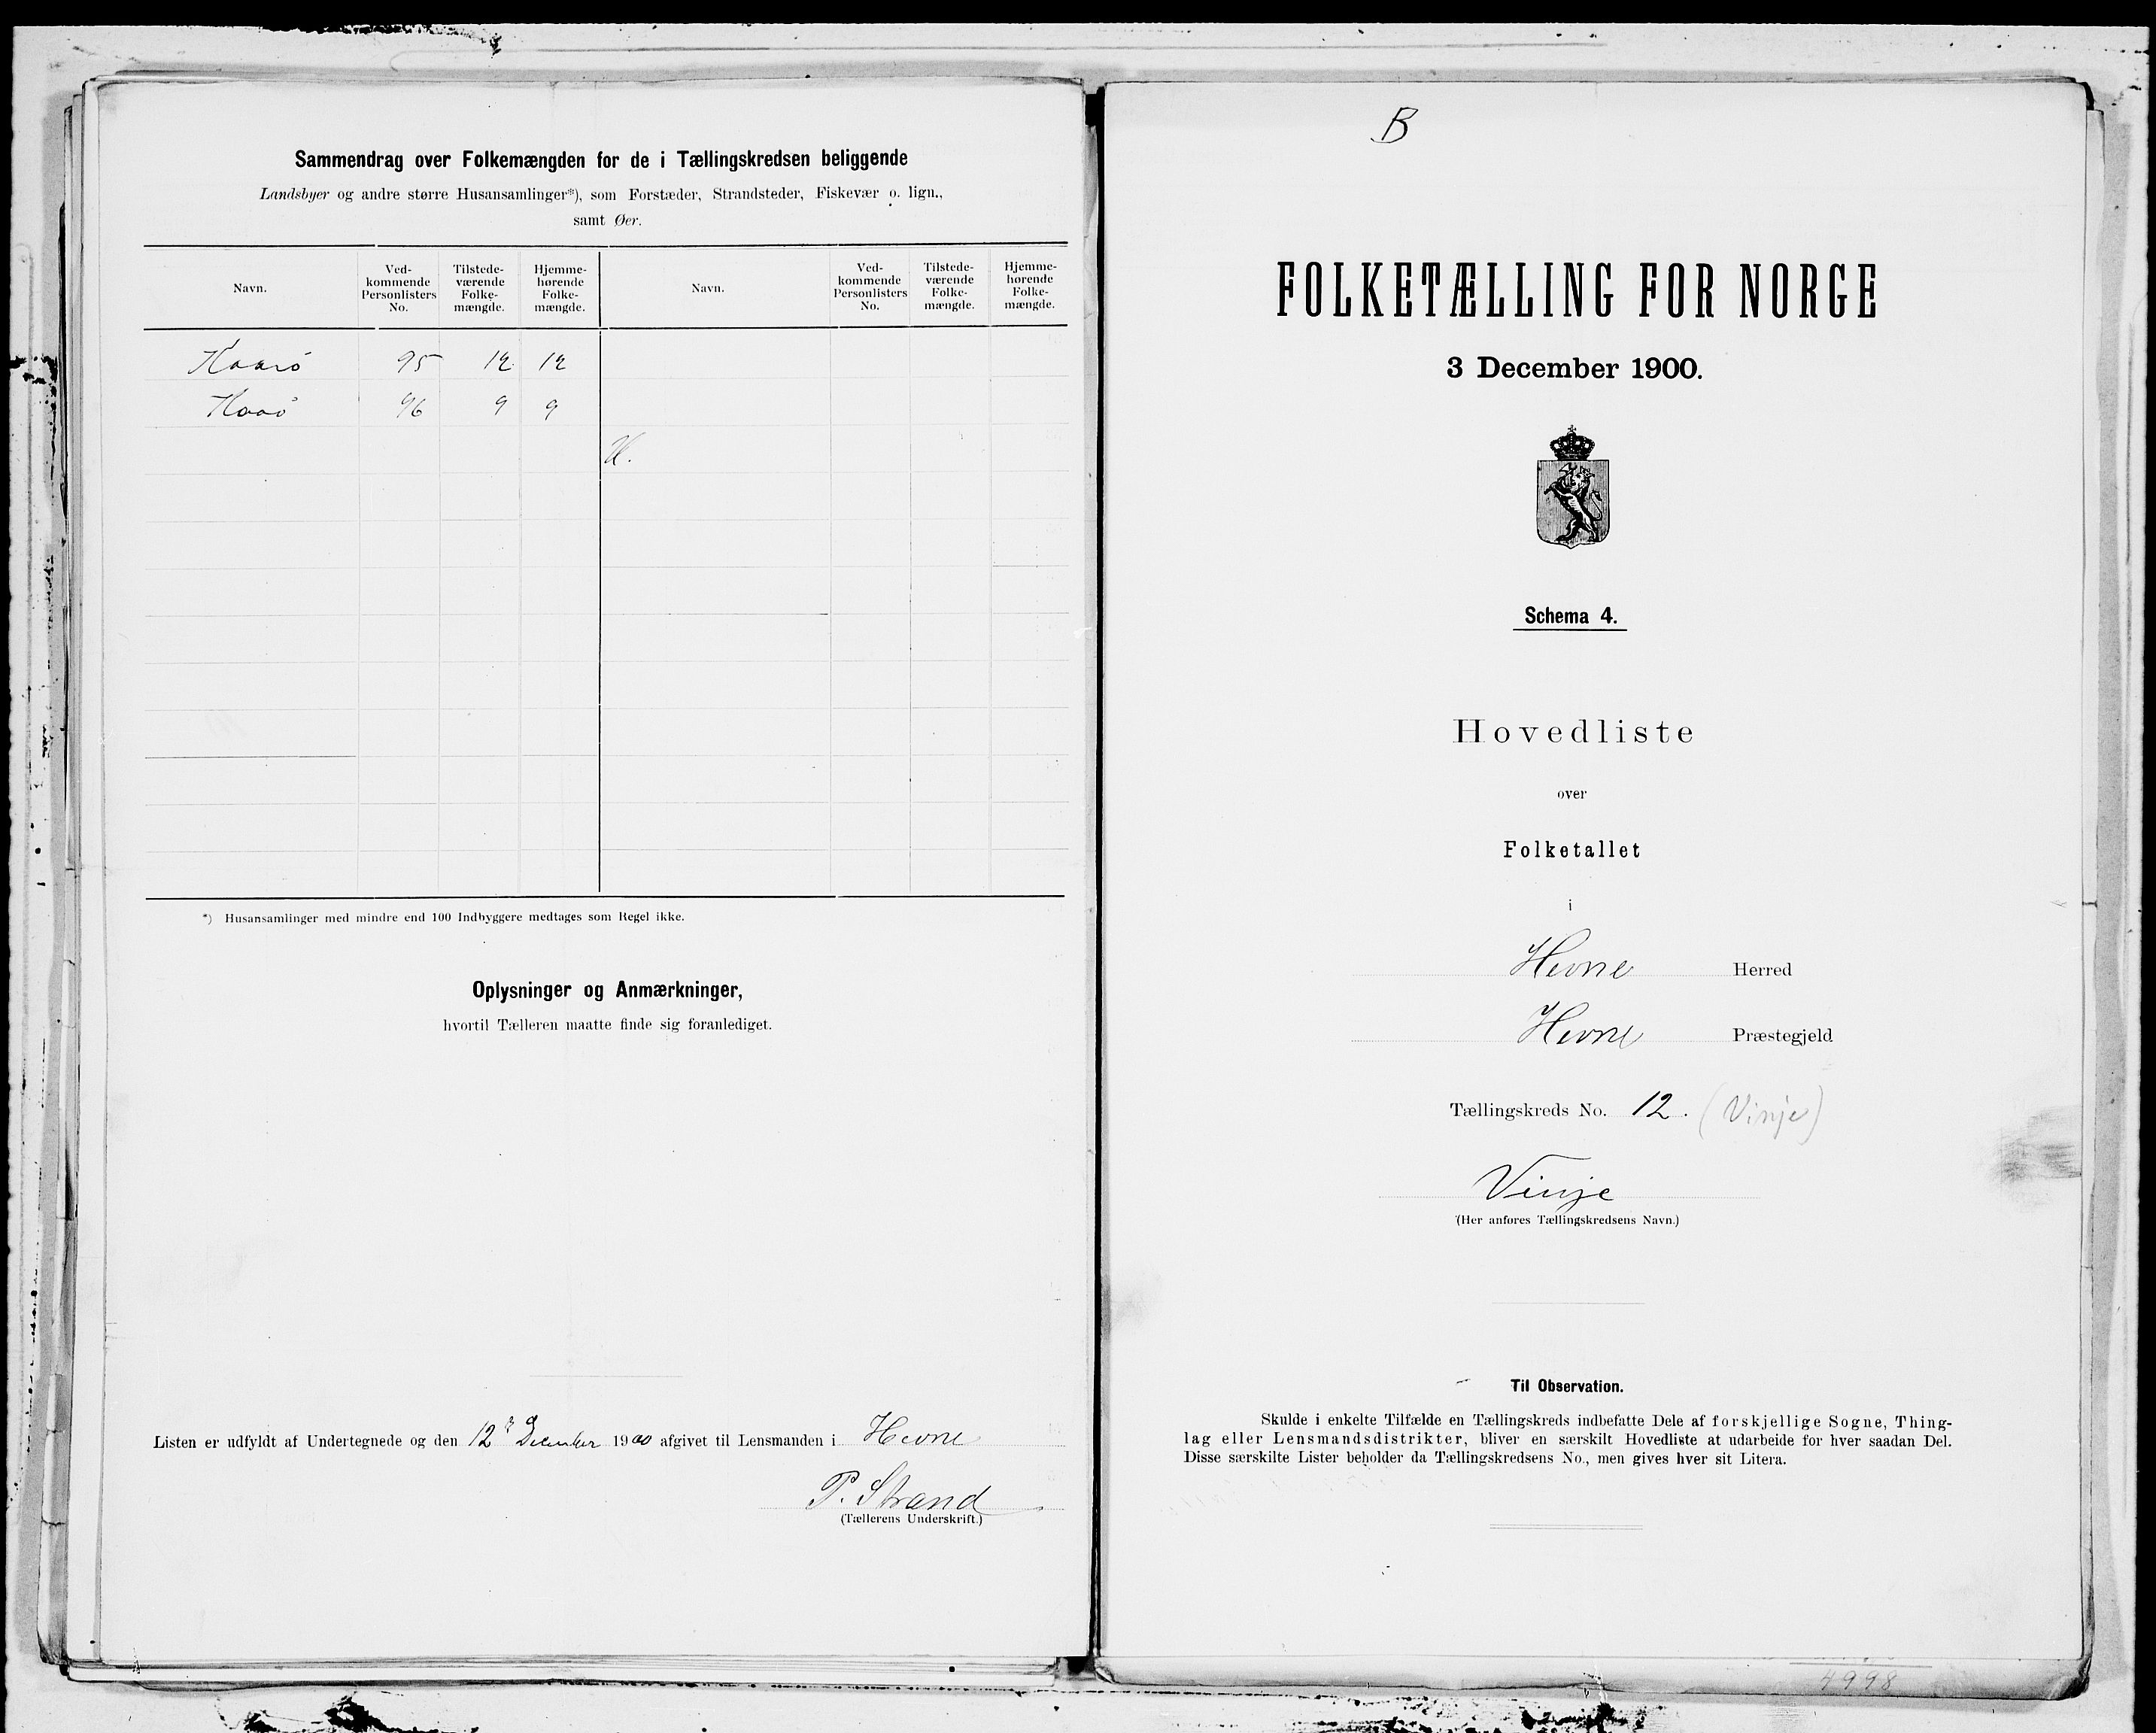 Sammendrag over Folkemængden for de i Tællingskredsen beliggende
Landsbyer og andre større Husansamlinger*), som Forstæder, Strandsteder, Fiskevær o. lign.,
samt Øer.
Navn. Ved-kommende Personlisters No. Tilstede-værende Folke-mængde. Hjemme-hørende Folke-mængde. Navn. Ved-kommende Personlisters No. Tilstede-værende Folke-mængde. Hjemme-hørende Folke-mængde.
95 12 12
96 9 9
*) Husansamlinger med mindre end 100 Indbyggere medtages som Regel ikke.
Oplysninger og Anmærkninger,
hvortil Tælleren maatte finde sig foranlediget.
Listen er udfyldt af Undertegnede og den 12 December 1900 afgivet til Lensmanden i Hevne
P. Strand
(Tællerens Underskrift.)
B
FOLKETÆLLING FOR NORGE
3 December 1900.
Schema 4.
Hovedliste
over
Folketallet
i
Hevne Herred
Hevne Præstegjeld
Tællingskreds No. 12. (Vinje)
Vinje
(Her anføres Tællingskredsens Navn.)
Til Observation.
Skulde i enkelte Tilfælde en Tællingskreds indbefatte Dele af forskjellige Sogne, Thing-
lag eller Lensmandsdistrikter, bliver en særskilt Hovedliste at udarbeide for hver saadan Del.
Disse særskilte Lister beholder da Tællingskredsens No., men gives hver sit Litera.
4998